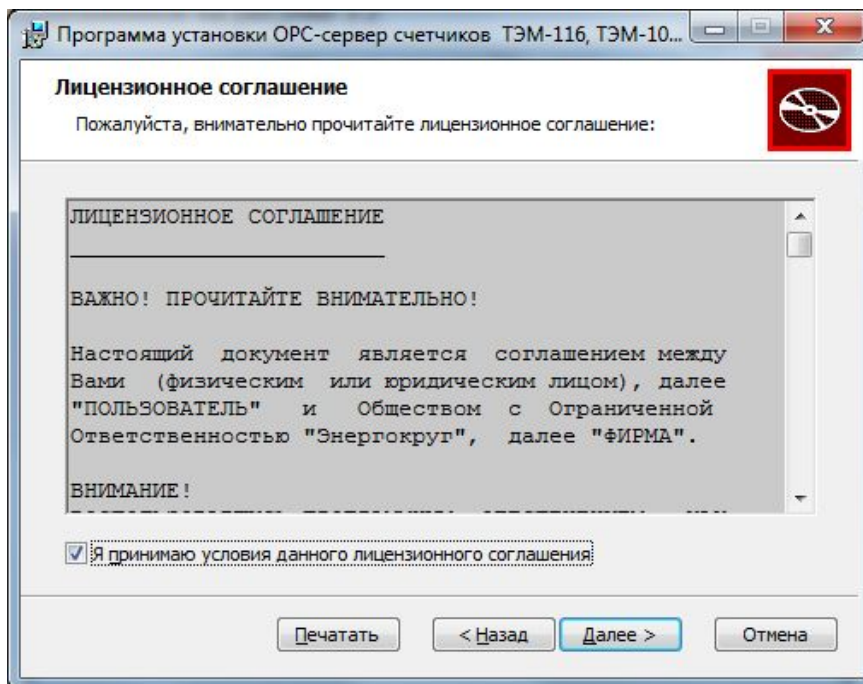 Программа установки OPC-сервер счетчиков ТЭМ-116, ТЭМ-10...
Лицензионное соглашение
Пожалуйста, внимательно прочитайте лицензионное соглашение:
ЛИЦЕНЗИОННОЕ СОГЛАШЕНИЕ
ВАЖНО! ПРОЧИТАЙТЕ ВНИМАТЕЛЬНО!
Настоящий документ является соглашением между
Вами (физическим или юридическим лицом), далее
"ПОЛЬЗОВАТЕЛЬ" и Обществом с Ограниченной
Ответственностью "Энергокруг", далее "ФИРМА".
ВНИМАНИЕ!
Я принимаю условия данного лицензионного соглашения
Печатать
< Назад
Далее >
Отмена